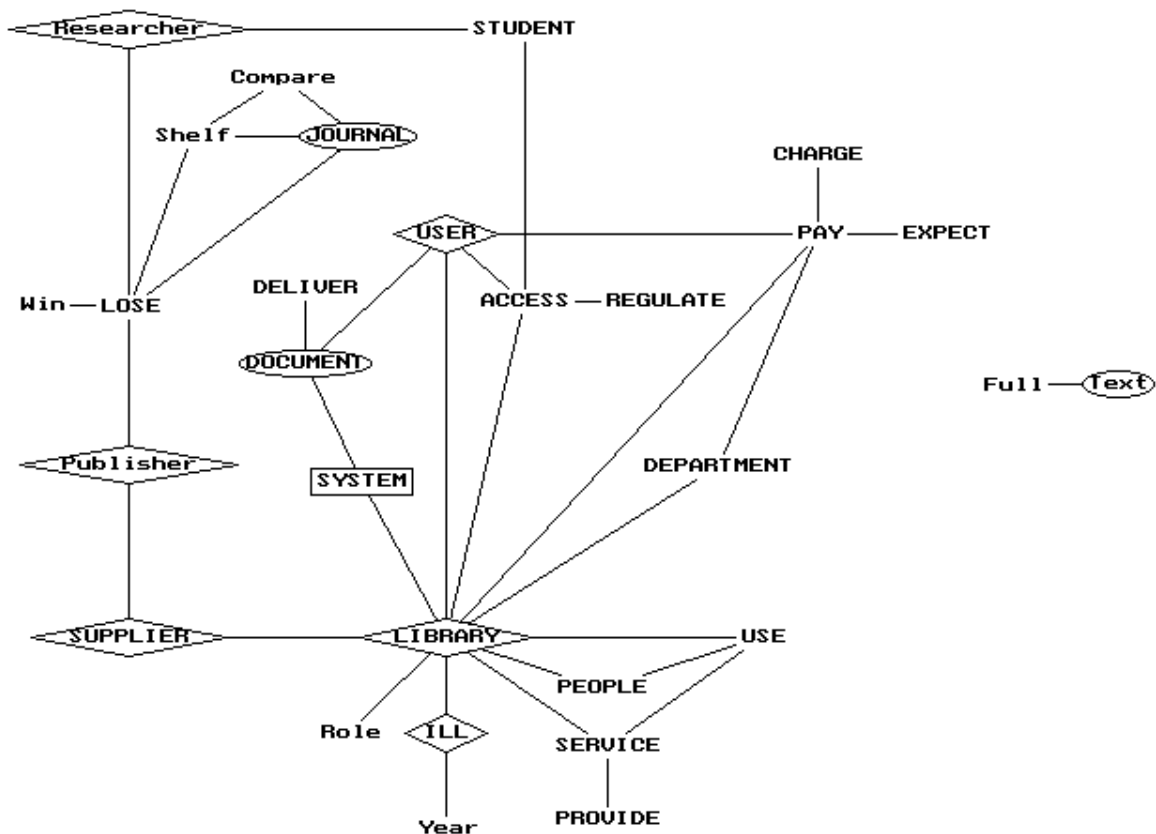 Researcher
STUDENT
Compare
Shelf
JOURNAL
CHARGE
USER
PAY
EXPECT
DELIVER
Win
LOSE
ACCESS
REGULATE
DOCUMENT
Full
Text
Publisher
SYSTEM
DEPARTMENT
SUPPLIER
LIBRARY
USE
PEOPLE
Role
ILL
SERVICE
PROVIDE
Year